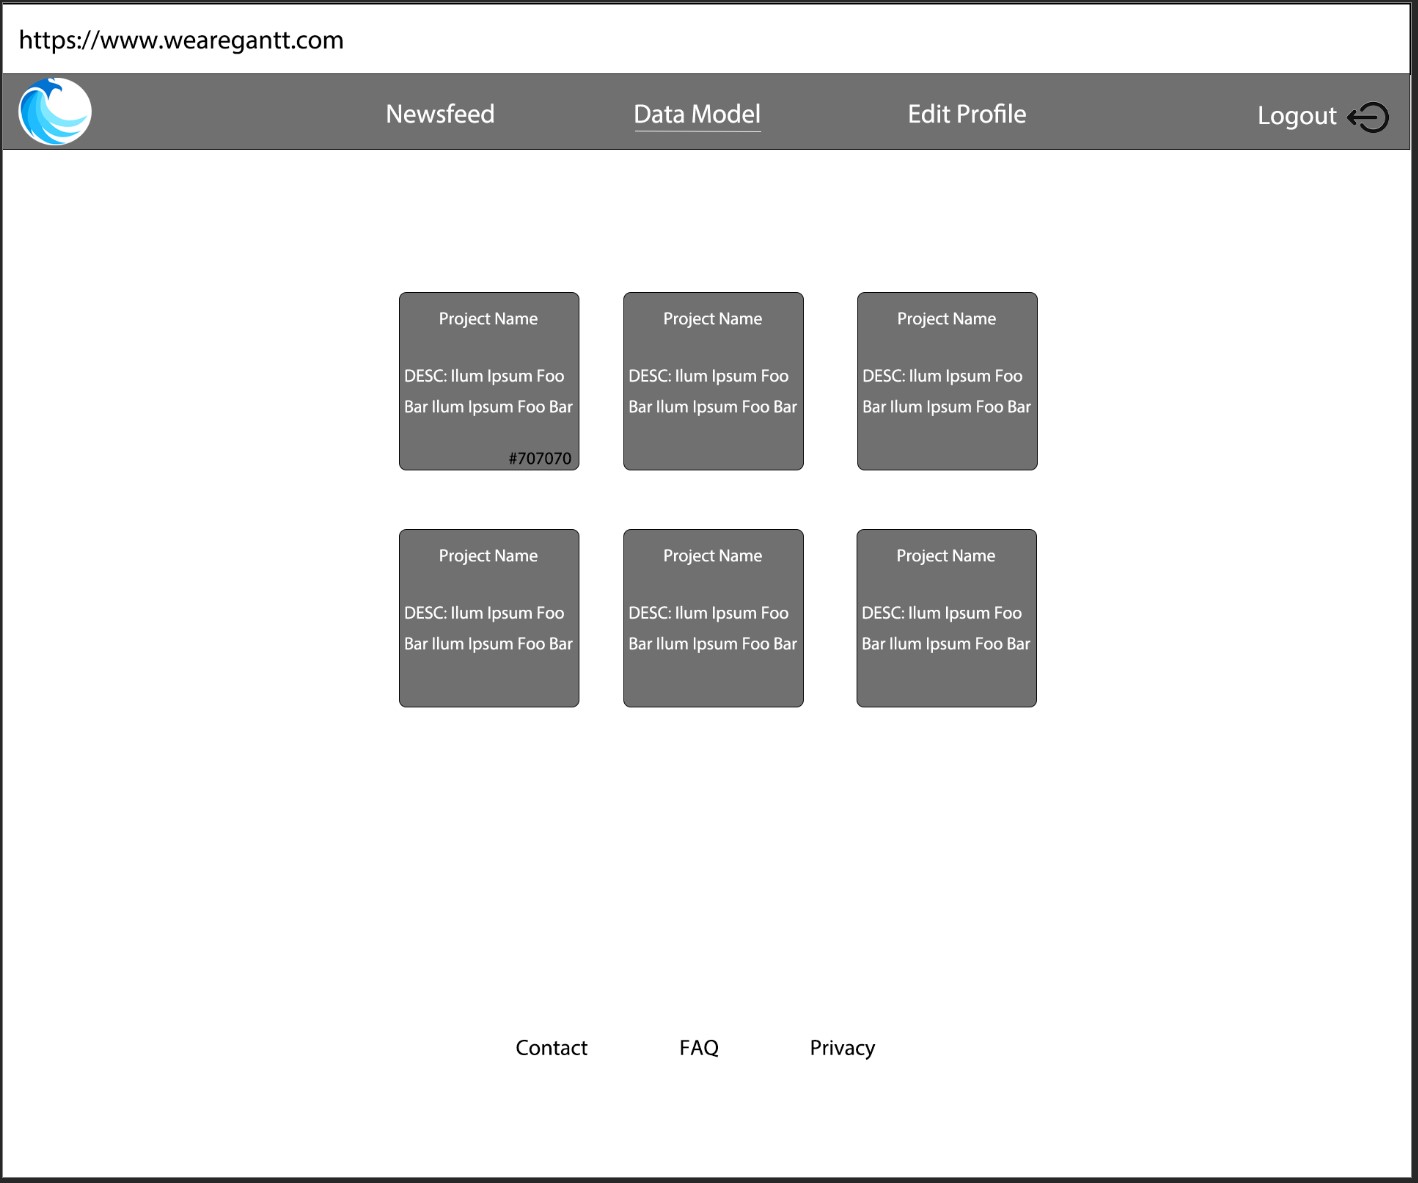 https://www.wearegantt.com
Newsfeed
Data Model
Edit Profile
Logout
Project Name
DESC: Ilum Ipsum Foo
Bar Ilum Ipsum Foo Bar
#707070
Project Name
DESC: Ilum Ipsum Foo
Bar Ilum Ipsum Foo Bar
Project Name
DESC: Ilum Ipsum Foo
Bar Ilum Ipsum Foo Bar
Project Name
DESC: Ilum Ipsum Foo
Bar Ilum Ipsum Foo Bar
Project Name
DESC: Ilum Ipsum Foo
Bar Ilum Ipsum Foo Bar
Project Name
DESC: Ilum Ipsum Foo
Bar Ilum Ipsum Foo Bar
Contact
FAQ
Privacy